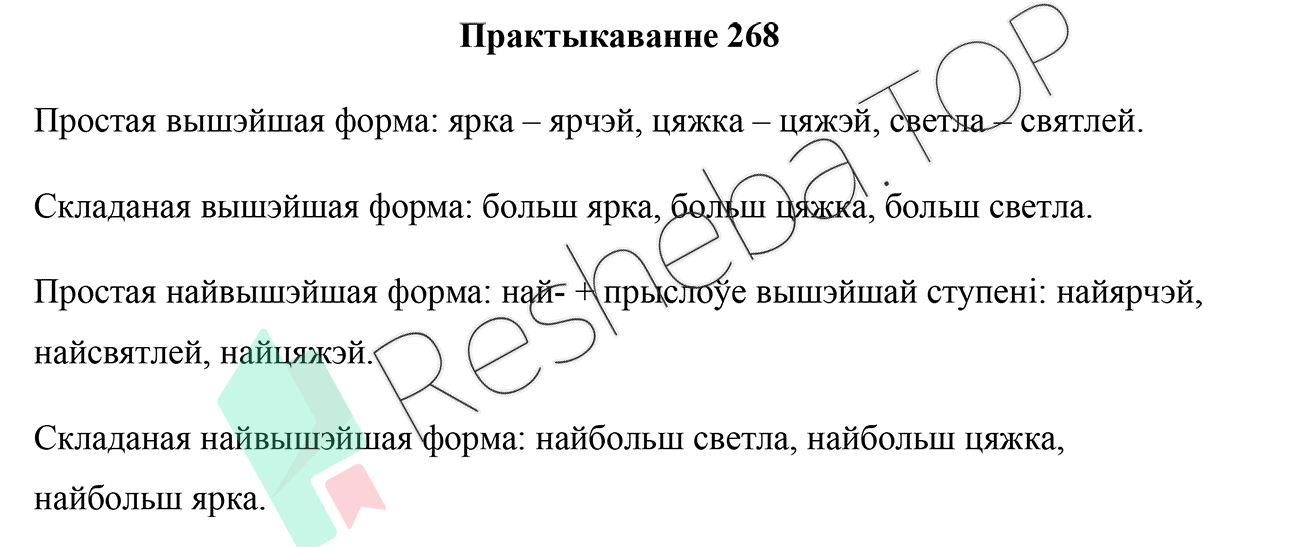 Практыкаванне 268
Простая вышэйшая форма: ярка – ярчэй, цяжка – цяжэй, светла – святлей.
Складаная вышэйшая форма: больш ярка, больш цяжка, больш светла.
Простая найвышэйшая форма: най- + прыслоўе вышэйшай ступені: найярчэй,
найсвятлей, найцяжэй.
Складаная найвышэйшая форма: найбольш светла, найбольш цяжка,
найбольш ярка.
Resheba.TOP